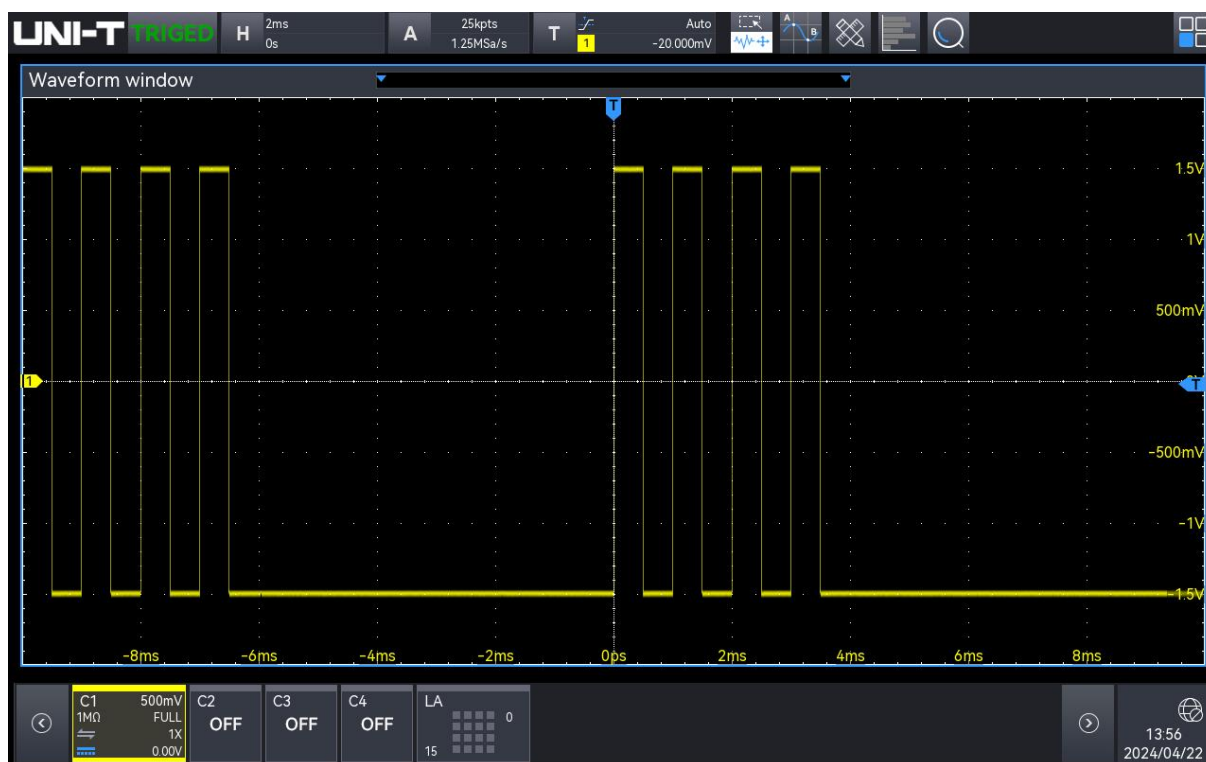 UNI-T TRIGED H 2ms 0s A 25kpts 1.25MSa/s T 1 Auto -20.000mV A B
Waveform window
T
1.5V
1V
500mV
1
T
-500mV
-1V
-1.5V
-8ms -6ms -4ms -2ms 0ps 2ms 4ms 6ms 8ms
C1 500mV C2 C3 C4 LA
1MΩ FULL OFF OFF OFF 0
1X
0.00V 15
13:56
2024/04/22